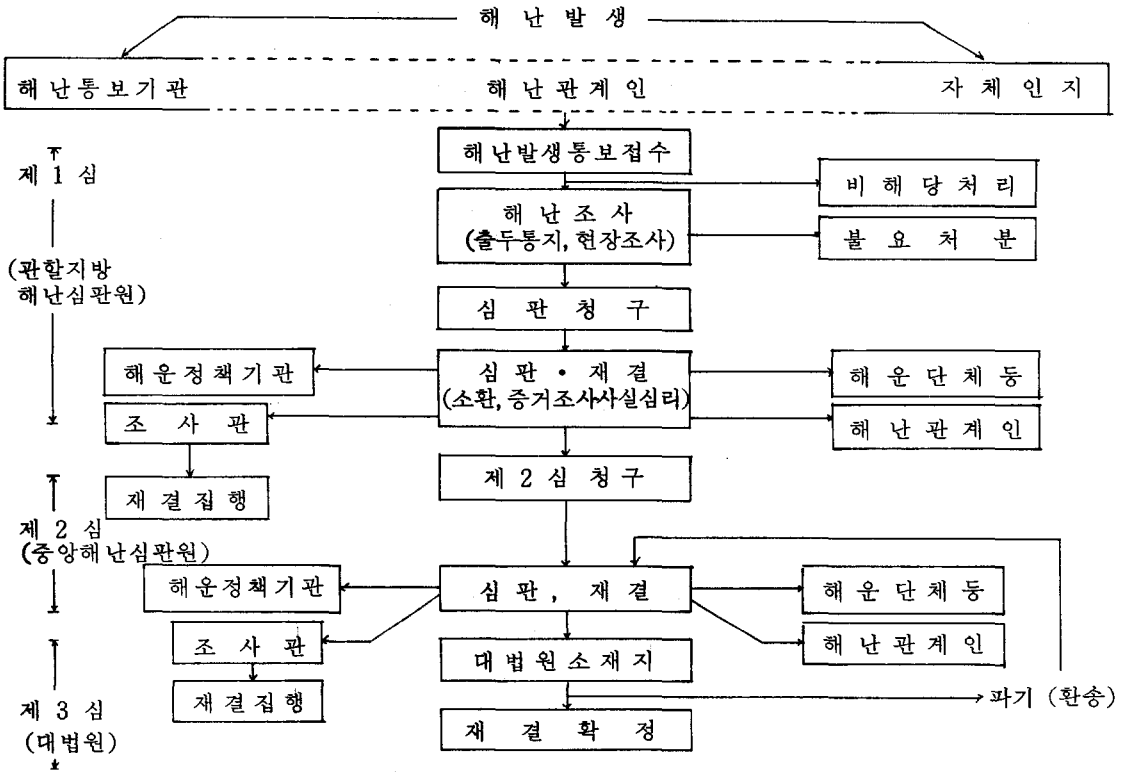 해난발생
해난통보기관 해난관계인 자체인지
해난발생통보접수
제 1 심
비해당처리
해난조사
(출두통지, 현장조사)
불요처분
(관할지방
해난심판원)
심판청구
해운정책기관
심판 • 재결
(소환, 증거조사사실심리)
해운단체등
조사관
해난관계인
제 2 심청구
재결집행
제 2 심
(중앙해난심판원)
해운정책기관
심판, 재결
해운단체등
조사관
해난관계인
대법원소재지
재결집행
파기 (환송)
제 3 심
(대법원)
재결확정